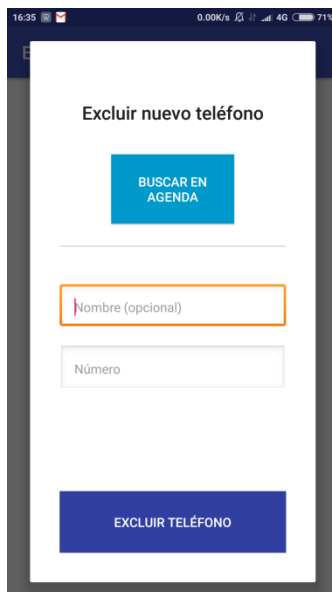 16:35 0.00K/s 4G 71%
E
Excluir nuevo teléfono
BUSCAR EN
AGENDA
Nombre (opcional)
Número
EXCLUIR TELÉFONO